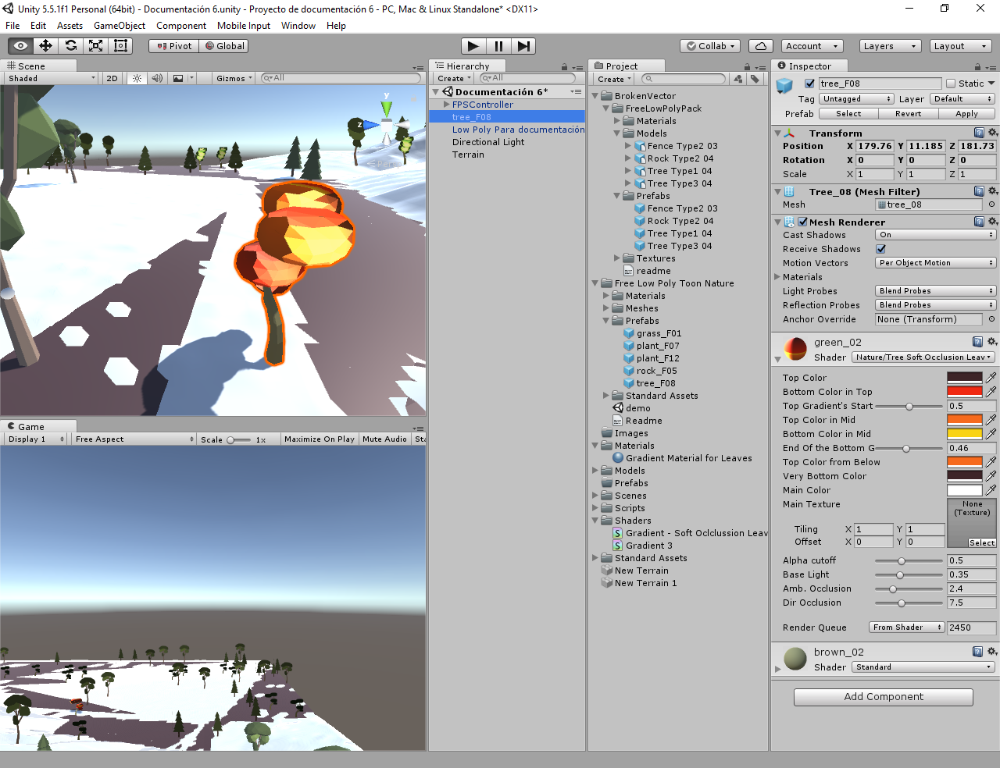 Unity 5.5.1f1 Personal (64bit) - Documentación 6.unity - Proyecto de documentación 6 - PC, Mac & Linux Standalone* <DX11>
File Edit Assets GameObject Component Mobile Input Window Help
Pivot Global Collab Account Layers Layout
Scene
Shaded 2D Gizmos All
y
z
Persp
Game
Display 1 Free Aspect Scale 1x Maximize On Play Mute Audio Sta
Hierarchy
Create All
Documentación 6*
FPSController
tree_F08
Low Poly Para documentación
Directional Light
Terrain
Project
Create
BrokenVector
FreeLowPolyPack
Materials
Models
Fence Type2 03
Rock Type2 04
Tree Type1 04
Tree Type3 04
Prefabs
Fence Type2 03
Rock Type2 04
Tree Type1 04
Tree Type3 04
Textures
readme
Free Low Poly Toon Nature
Materials
Meshes
Prefabs
grass_F01
plant_F07
plant_F12
rock_F05
tree_F08
Standard Assets
demo
Readme
Images
Materials
Gradient Material for Leaves
Models
Prefabs
Scenes
Scripts
Shaders
Gradient - Soft Oclclussion Leav
Gradient 3
Standard Assets
New Terrain
New Terrain 1
Inspector
tree_F08 Static
Tag Untagged Layer Default
Prefab Select Revert Apply
Transform
Position X 179.76 Y 11.185 Z 181.73
Rotation X 0 Y 0 Z 0
Scale X 1 Y 1 Z 1
Tree_08 (Mesh Filter)
Mesh tree_08
Mesh Renderer
Cast Shadows On
Receive Shadows
Motion Vectors Per Object Motion
Materials
Light Probes Blend Probes
Reflection Probes Blend Probes
Anchor Override None (Transform)
green_02
Shader Nature/Tree Soft Occlusion Leav
Top Color
Bottom Color in Top
Top Gradient's Start 0.5
Top Color in Mid
Bottom Color in Mid
End Of the Bottom G 0.46
Top Color from Below
Very Bottom Color
Main Color
Main Texture None (Texture)
Tiling X 1 Y 1
Offset X 0 Y 0 Select
Alpha cutoff 0.5
Base Light 0.35
Amb. Occlusion 2.4
Dir Occlusion 7.5
Render Queue From Shader 2450
brown_02
Shader Standard
Add Component